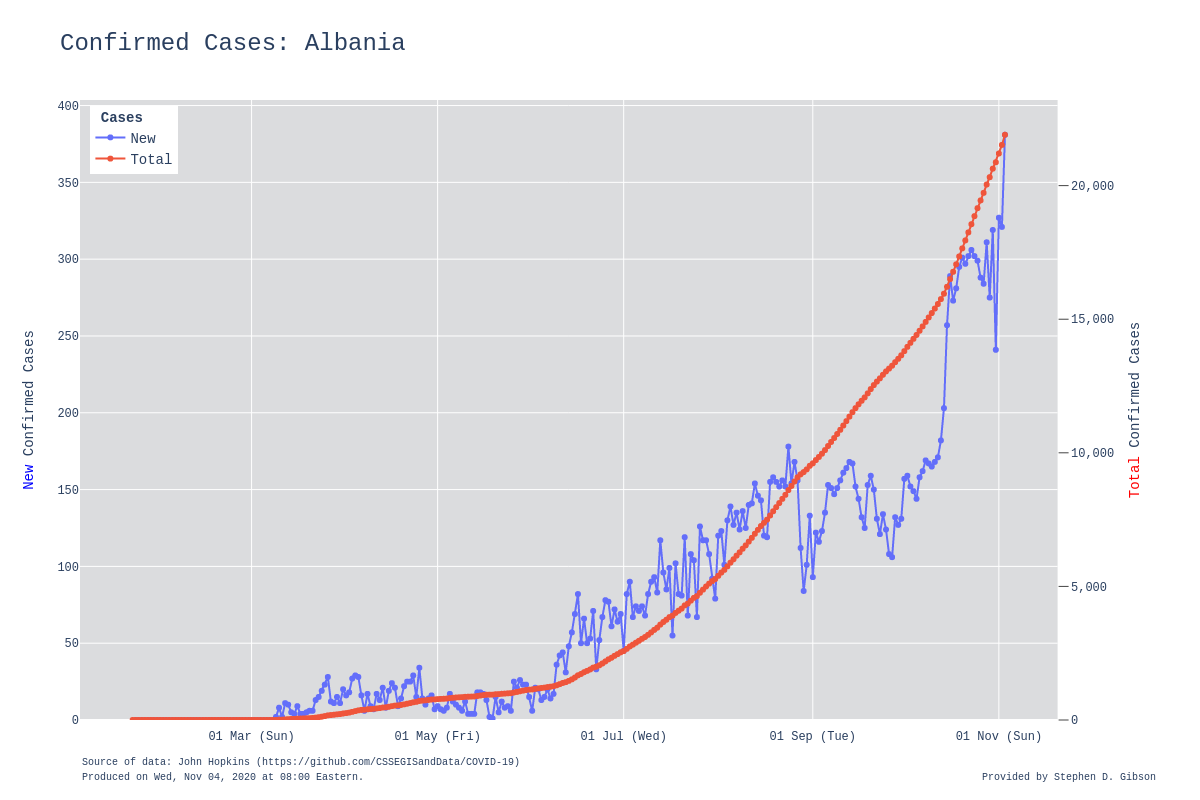 Confirmed Cases: Albania
Cases
New
Total
400
350
300
250
200
150
100
50
0
20,000
15,000
10,000
5,000
0
New Confirmed Cases
Total Confirmed Cases
01 Mar (Sun)
01 May (Fri)
01 Jul (Wed)
01 Sep (Tue)
01 Nov (Sun)
Source of data: John Hopkins (https://github.com/CSSEGISandData/COVID-19)
Produced on Wed, Nov 04, 2020 at 08:00 Eastern.
Provided by Stephen D. Gibson